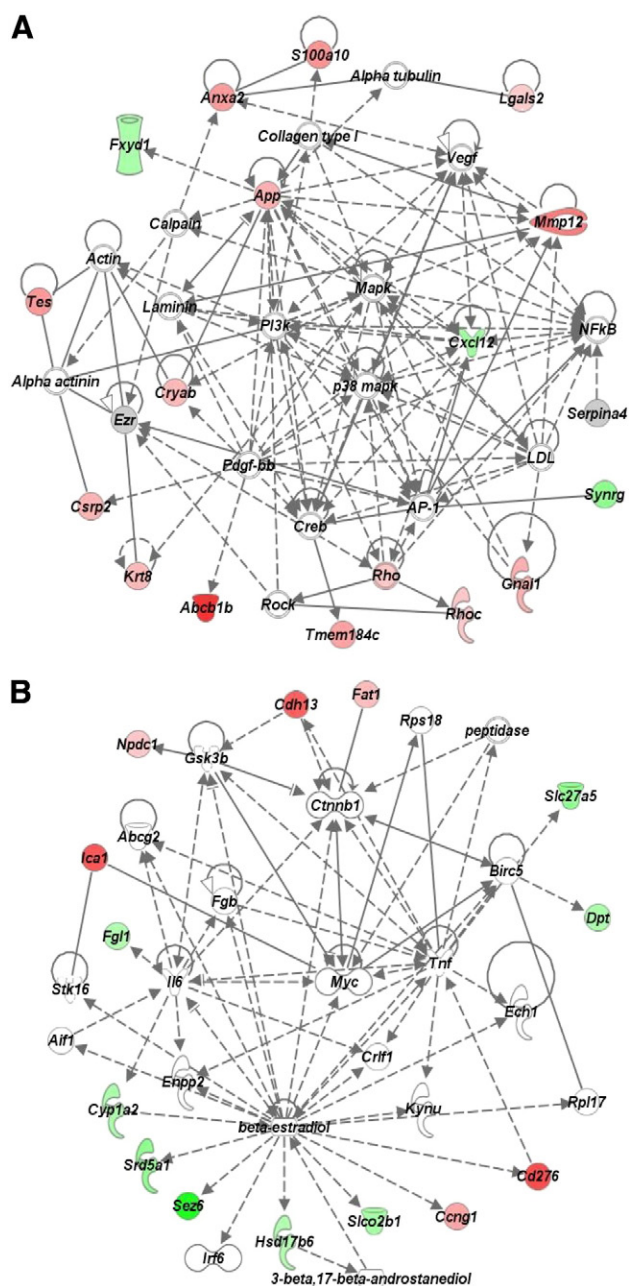 A
S100a10
Alpha tubulin
Anxa2
Lgals2
Fxyd1
Collagen type I
Vegf
App
Mmp12
Calpain
Actin
Mapk
Tes
Laminin
PI3k
NFkB
Cxcl12
Alpha actinin
p38 mapk
Cryab
Serpina4
Ezr
LDL
Pdgf-bb
Synrg
Csrp2
AP-1
Creb
Krt8
Rho
Gnal1
Abcb1b
Rock
Rhoc
Tmem184c
B
Cdh13
Fat1
Rps18
Npdc1
Gsk3b
peptidase
Ctnnb1
Slc27a5
Abcg2
Ica1
Birc5
Fgb
Dpt
Fgl1
Tnf
Stk16
Il6
Myc
Ech1
Aif1
Crlf1
Enpp2
Cyp1a2
Kynu
Rpl17
beta-estradiol
Srd5a1
Cd276
Sez6
Slco2b1
Ccng1
Irf6
Hsd17b6
3-beta,17-beta-androstanediol